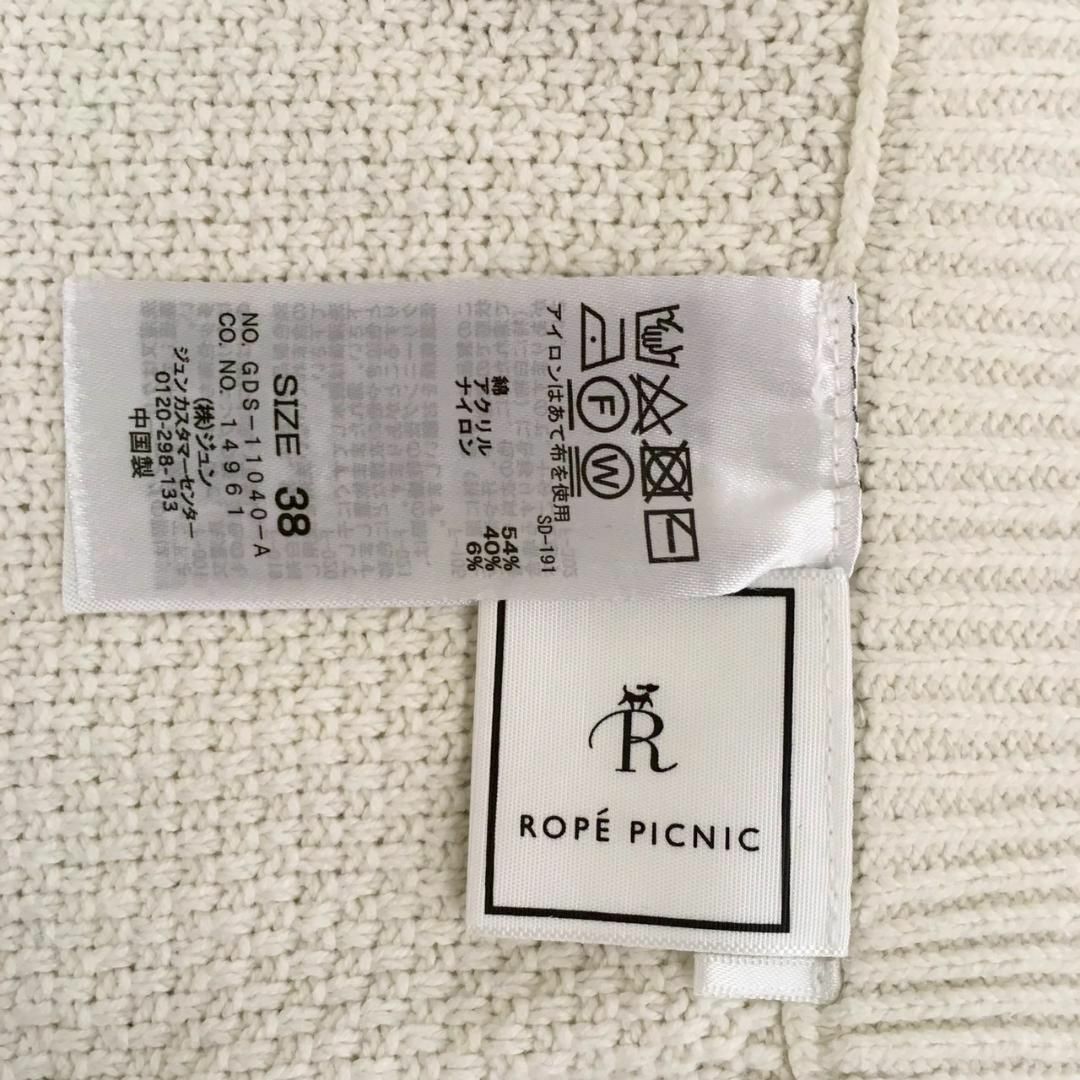 アイロンはあて布を使用
SD-191
綿 54%
アクリル 40%
ナイロン 6%
SIZE 38
NO. GDS-11040-A
CO. NO. 14961
(株)ジュン
ジュンカスタマーセンター
0120-298-133
中国製
R
ROPÉ PICNIC